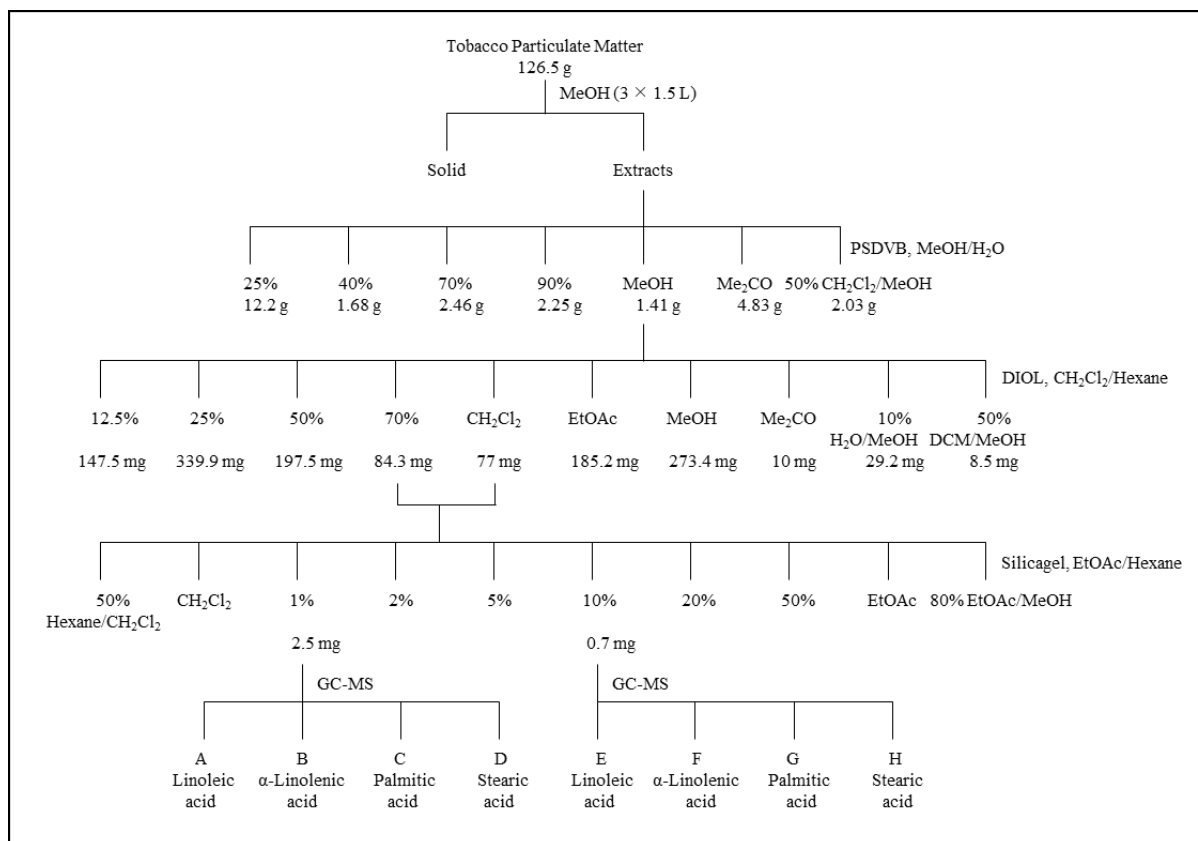 Tobacco Particulate Matter
126.5 g
MeOH (3 × 1.5 L)
Solid Extracts
PSDVB, MeOH/H₂O
25% 40% 70% 90% MeOH Me₂CO 50% CH₂Cl₂/MeOH
12.2 g 1.68 g 2.46 g 2.25 g 1.41 g 4.83 g 2.03 g
DIOL, CH₂Cl₂/Hexane
12.5% 25% 50% 70% CH₂Cl₂ EtOAc MeOH Me₂CO 10% 50%
H₂O/MeOH DCM/MeOH
147.5 mg 339.9 mg 197.5 mg 84.3 mg 77 mg 185.2 mg 273.4 mg 10 mg 29.2 mg 8.5 mg
Silicagel, EtOAc/Hexane
50% CH₂Cl₂ 1% 2% 5% 10% 20% 50% EtOAc 80% EtOAc/MeOH
Hexane/CH₂Cl₂
2.5 mg 0.7 mg
GC-MS GC-MS
A B C D E F G H
Linoleic α-Linolenic Palmitic Stearic Linoleic α-Linolenic Palmitic Stearic
acid acid acid acid acid acid acid acid